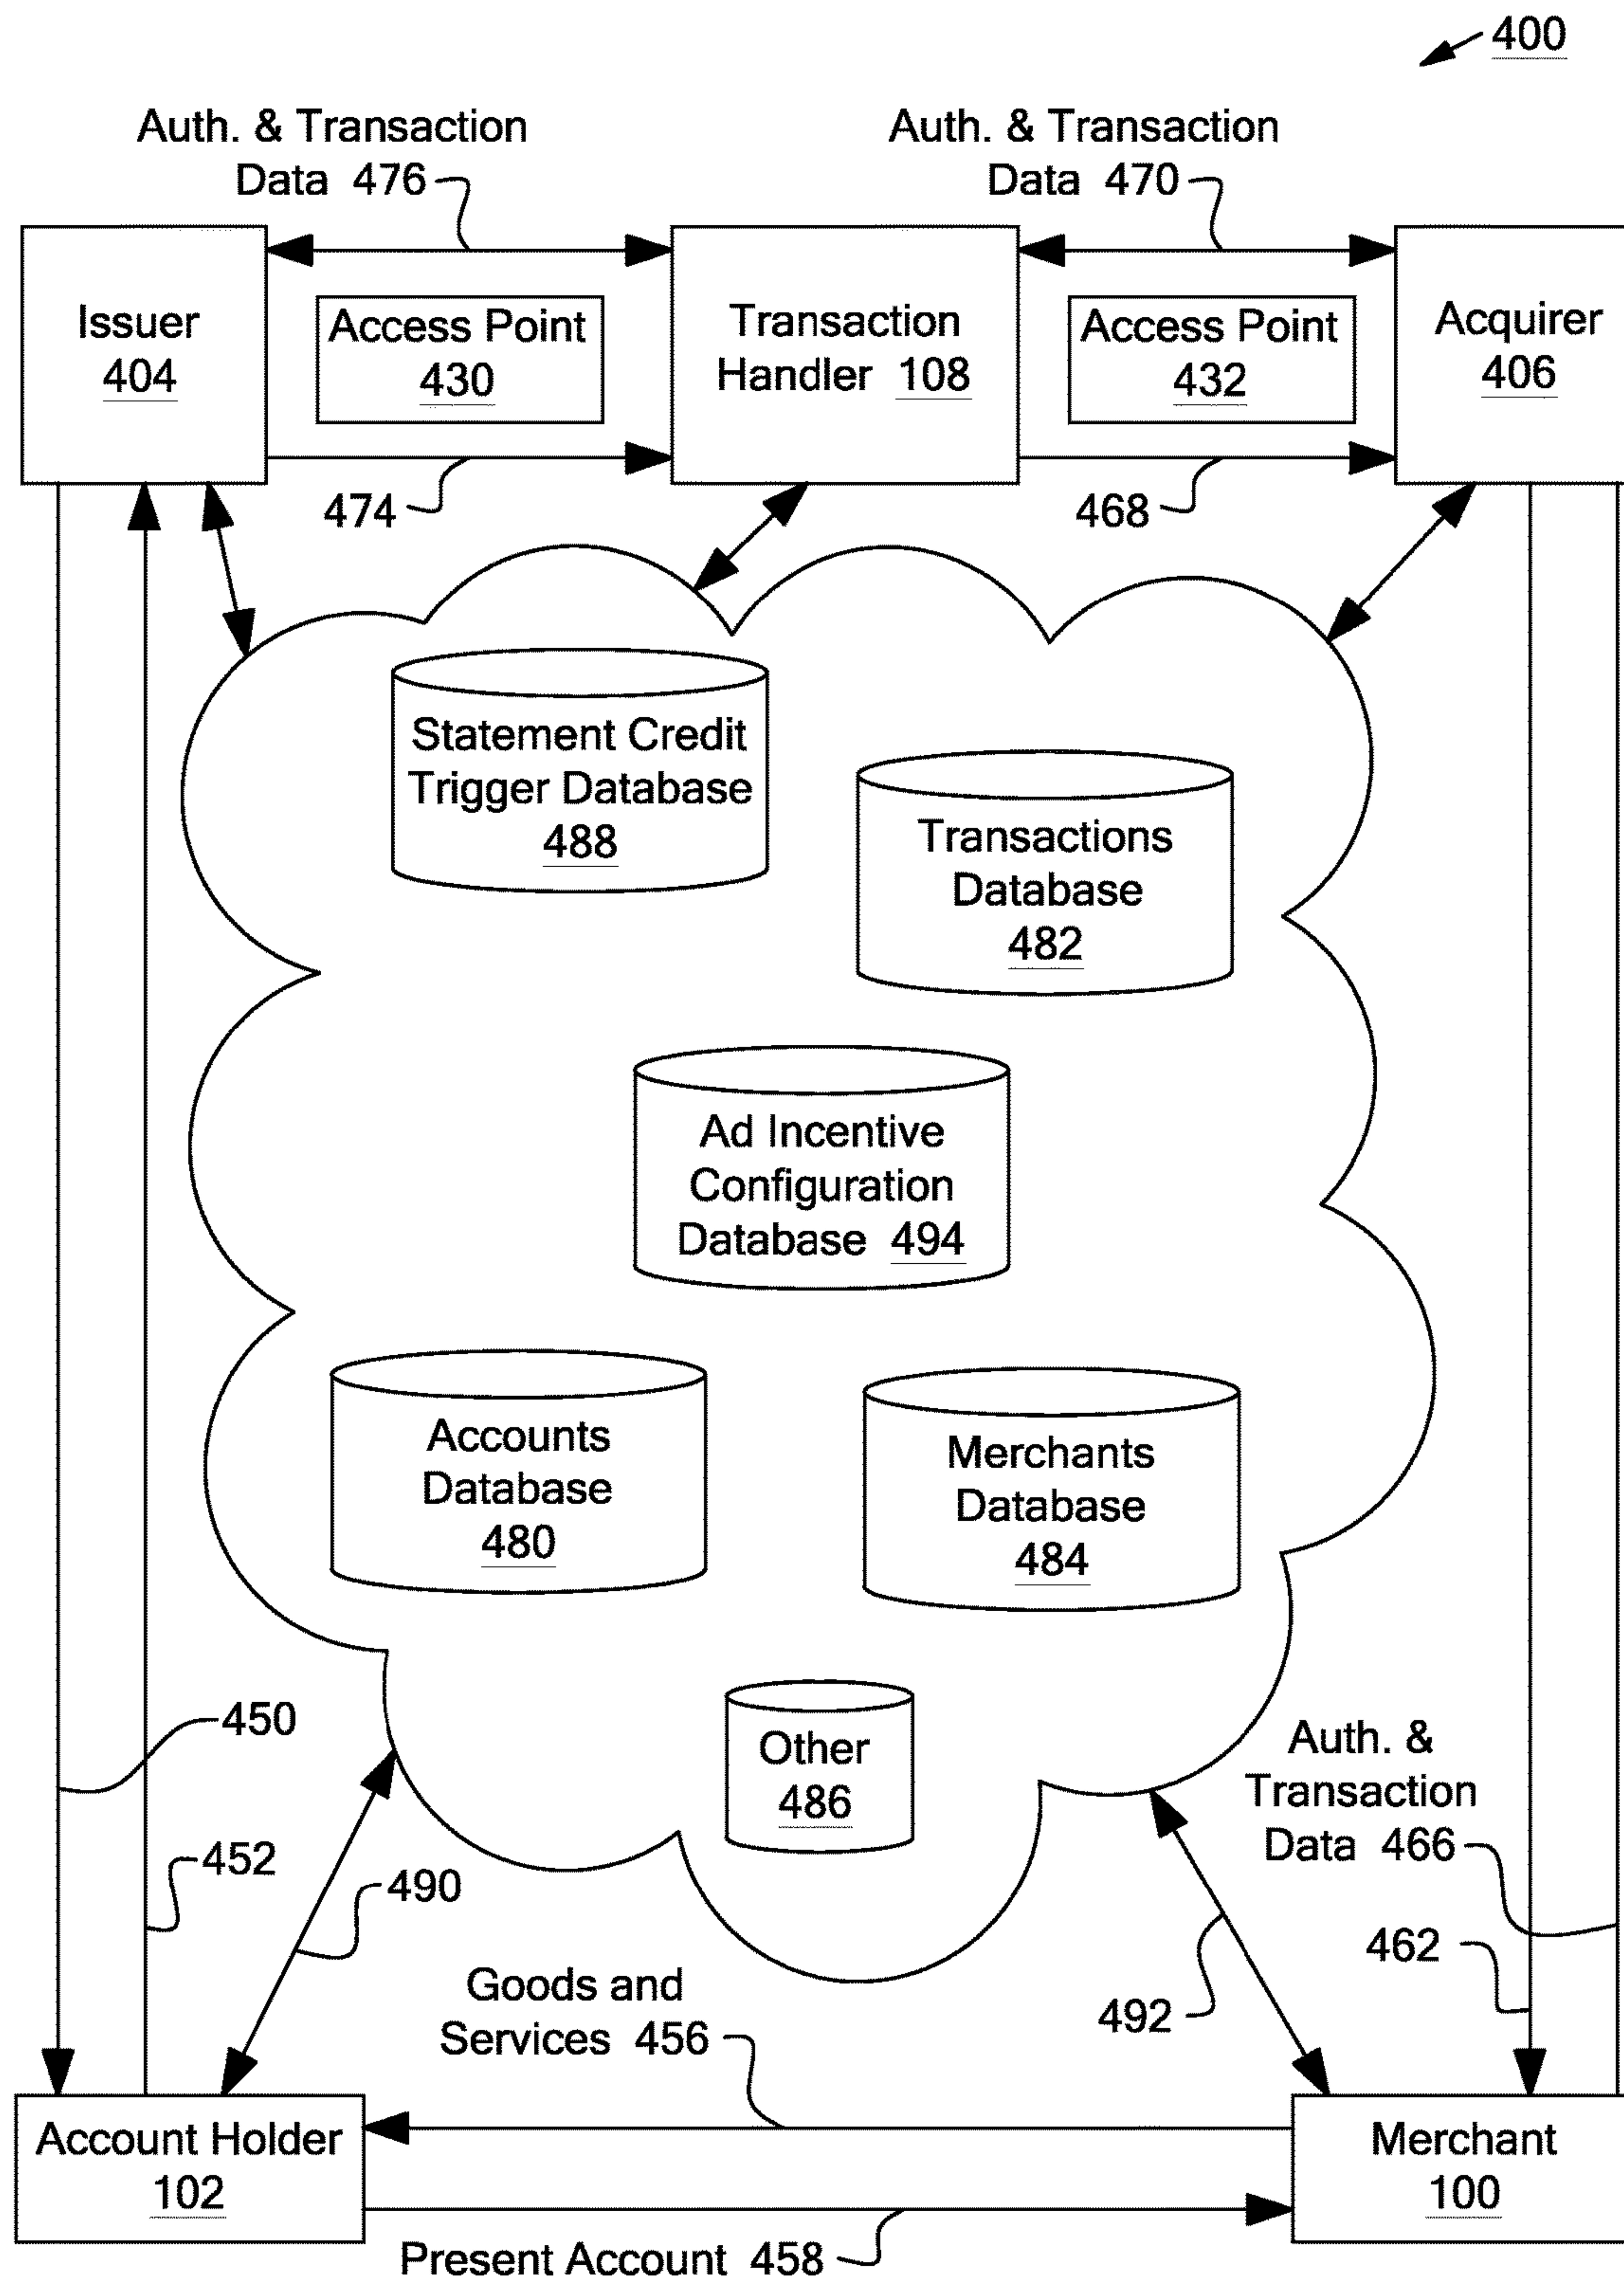 400
Auth. & Transaction
Data 476
Auth. & Transaction
Data 470
Issuer
404
Access Point
430
Transaction
Handler 108
Access Point
432
Acquirer
406
474
468
Statement Credit
Trigger Database
488
Transactions
Database
482
Ad Incentive
Configuration
Database 494
Accounts
Database
480
Merchants
Database
484
Other
486
450
452
490
Auth. &
Transaction
Data 466
462
492
Goods and
Services 456
Account Holder
102
Merchant
100
Present Account 458